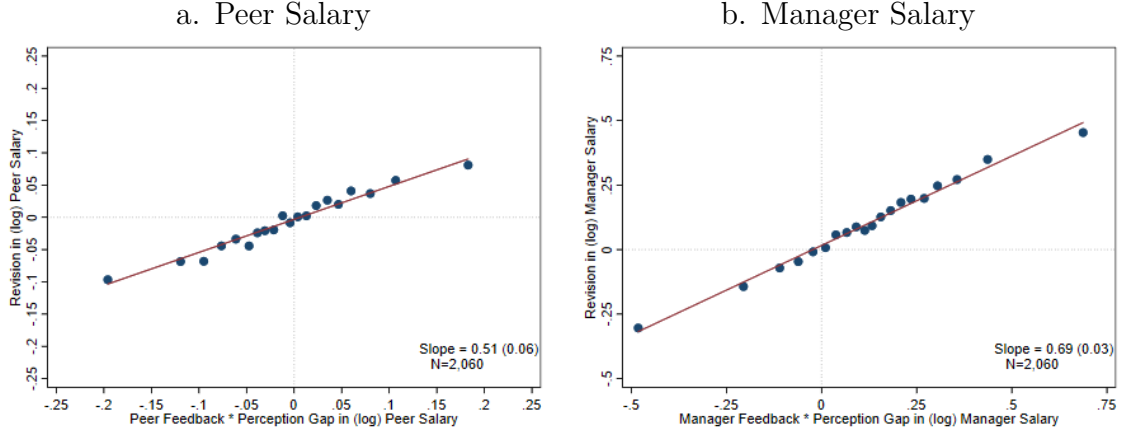 a. Peer Salary
Revision in (log) Peer Salary
.25
.2
.15
.1
.05
0
-.05
-.1
-.15
-.2
-.25
Slope = 0.51 (0.06)
N=2,060
-.25 -.2 -.15 -.1 -.05 0 .05 .1 .15 .2 .25
Peer Feedback * Perception Gap in (log) Peer Salary
b. Manager Salary
Revision in (log) Manager Salary
.75
.5
.25
0
-.25
-.5
Slope = 0.69 (0.03)
N=2,060
-.5 -.25 0 .25 .5 .75
Manager Feedback * Perception Gap in (log) Manager Salary